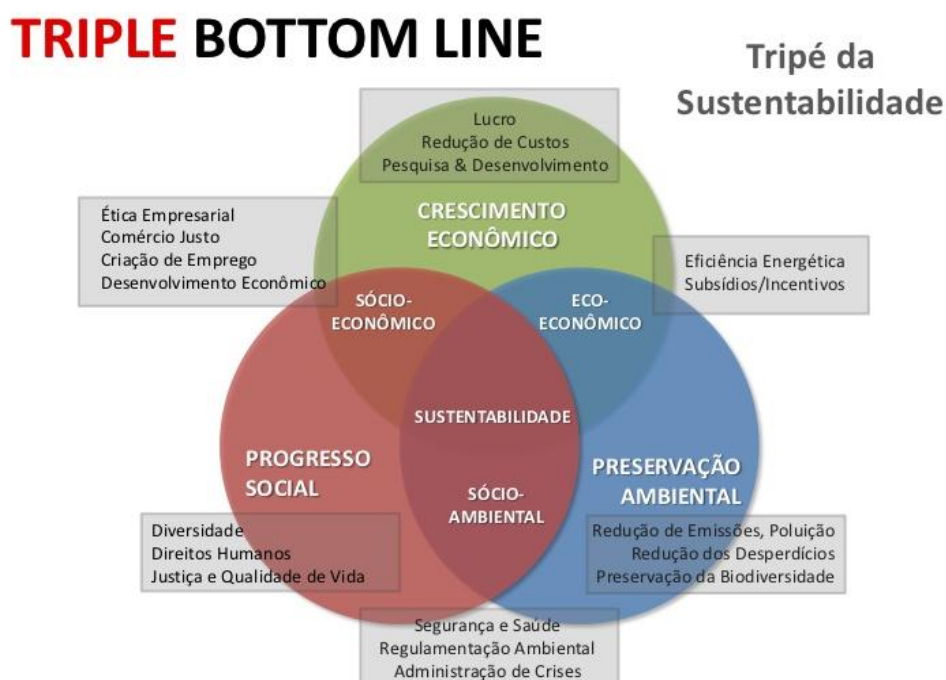 TRIPLE BOTTOM LINE
Tripé da
Sustentabilidade
Lucro
Redução de Custos
Pesquisa & Desenvolvimento
CRESCIMENTO
ECONÔMICO
Ética Empresarial
Comércio Justo
Criação de Emprego
Desenvolvimento Econômico
Eficiência Energética
Subsídios/Incentivos
SÓCIO-
ECONÔMICO
ECO-
ECONÔMICO
SUSTENTABILIDADE
PROGRESSO
SOCIAL
PRESERVAÇÃO
AMBIENTAL
SÓCIO-
AMBIENTAL
Diversidade
Direitos Humanos
Justiça e Qualidade de Vida
Redução de Emissões, Poluição
Redução dos Desperdícios
Preservação da Biodiversidade
Segurança e Saúde
Regulamentação Ambiental
Administração de Crises